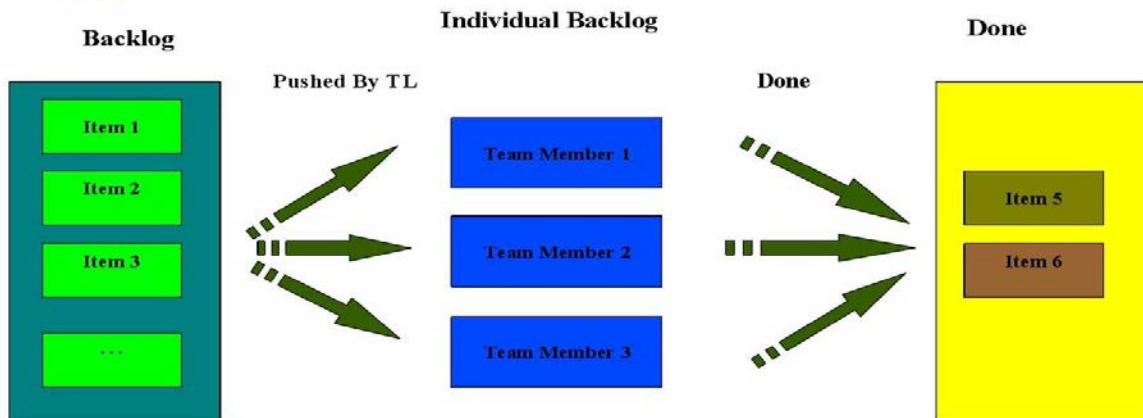 Backlog
Individual Backlog
Done
Pushed By TL
Done
Item 1
Item 2
Item 3
...
Team Member 1
Team Member 2
Team Member 3
Item 5
Item 6